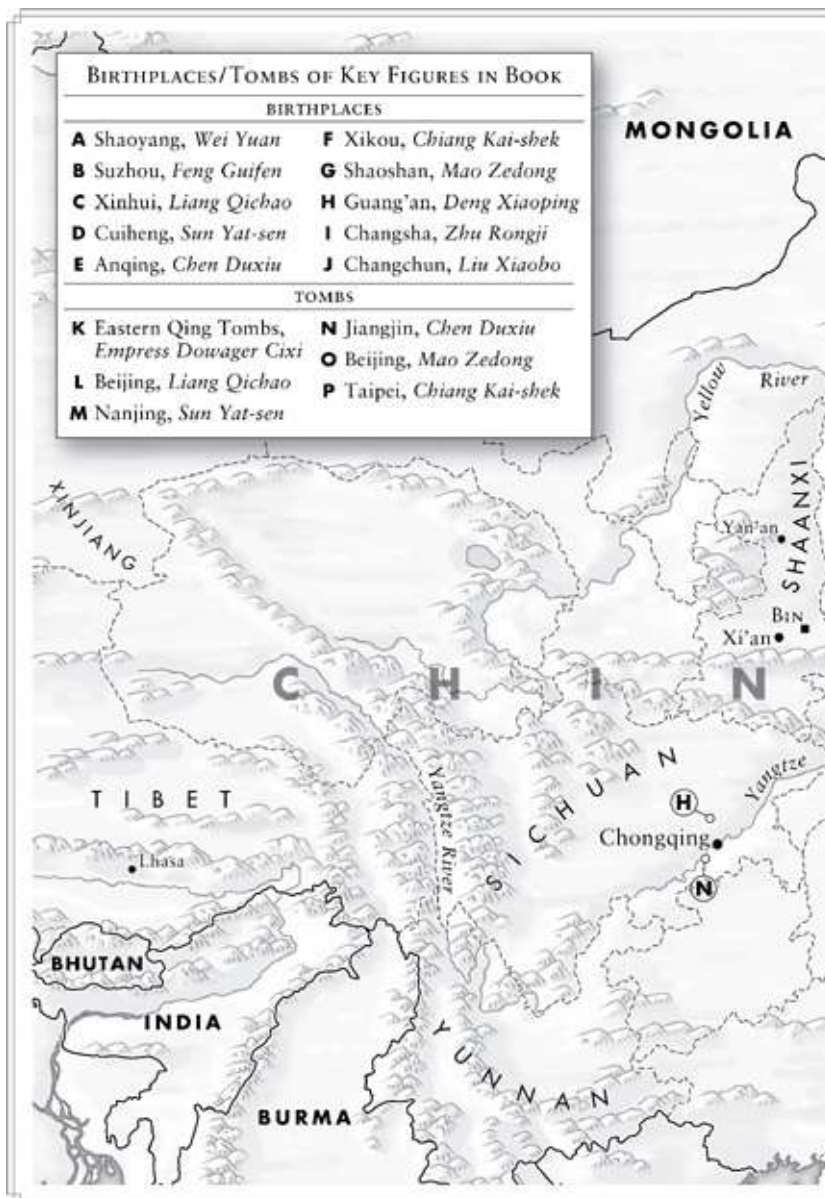 BIRTHPLACES/TOMBS OF KEY FIGURES IN BOOK
BIRTHPLACES
A Shaoyang, Wei Yuan
B Suzhou, Feng Guifen
C Xinhui, Liang Qichao
D Cuiheng, Sun Yat-sen
E Anqing, Chen Duxiu
F Xikou, Chiang Kai-shek
G Shaoshan, Mao Zedong
H Guang'an, Deng Xiaoping
I Changsha, Zhu Rongji
J Changchun, Liu Xiaobo
TOMBS
K Eastern Qing Tombs,
Empress Dowager Cixi
L Beijing, Liang Qichao
M Nanjing, Sun Yat-sen
N Jiangjin, Chen Duxiu
O Beijing, Mao Zedong
P Taipei, Chiang Kai-shek
MONGOLIA
Yellow River
XINJIANG
Yan'an
SHAANXI
BIN
Xi'an
C H I N
TIBET
Lhasa
Yangtze River
SICHUAN
Yangtze
H
Chongqing
N
BHUTAN
INDIA
YUNNAN
BURMA